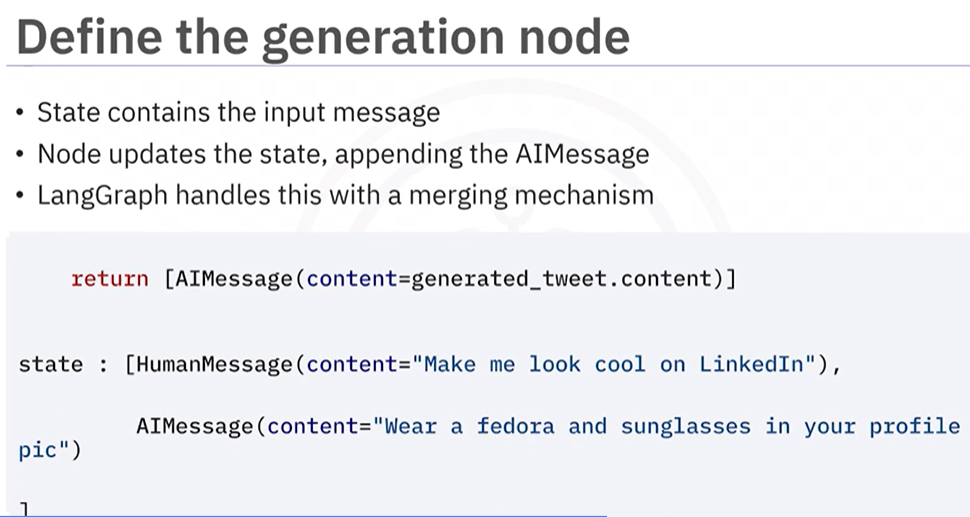 Define the generation node
• State contains the input message
• Node updates the state, appending the AIMessage
• LangGraph handles this with a merging mechanism
return [AIMessage(content=generated_tweet.content)]
state : [HumanMessage(content="Make me look cool on LinkedIn"),
AIMessage(content="Wear a fedora and sunglasses in your profile
pic")
]